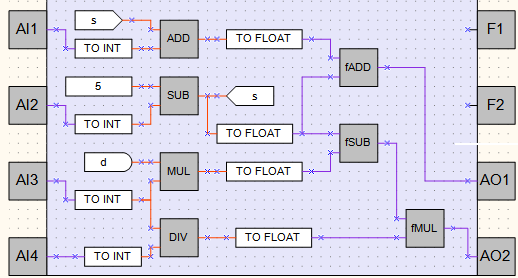 AI1
s
TO INT
ADD
TO FLOAT
fADD
F1
AI2
5
TO INT
SUB
s
TO FLOAT
fSUB
F2
AI3
d
TO INT
MUL
TO FLOAT
AO1
AI4
TO INT
DIV
TO FLOAT
fMUL
AO2